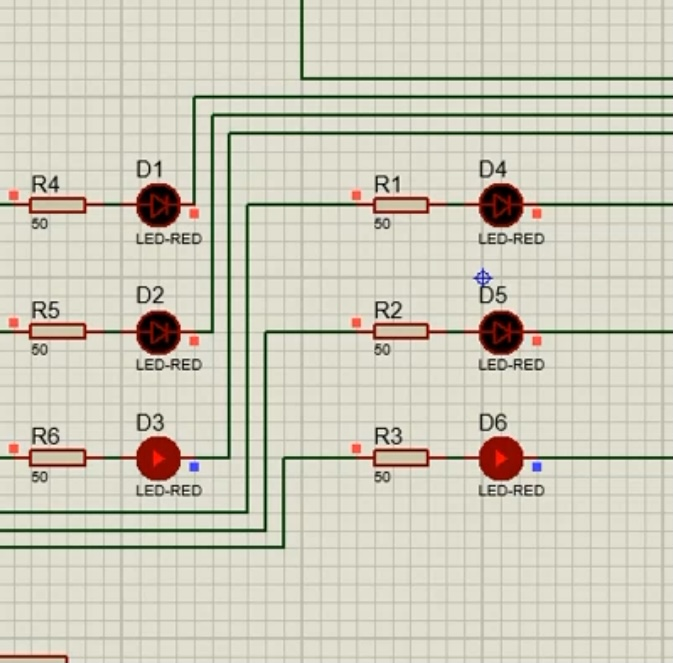 D1
R4
50
LED-RED
D4
R1
50
LED-RED
D2
R5
50
LED-RED
D5
R2
50
LED-RED
D3
R6
50
LED-RED
D6
R3
50
LED-RED